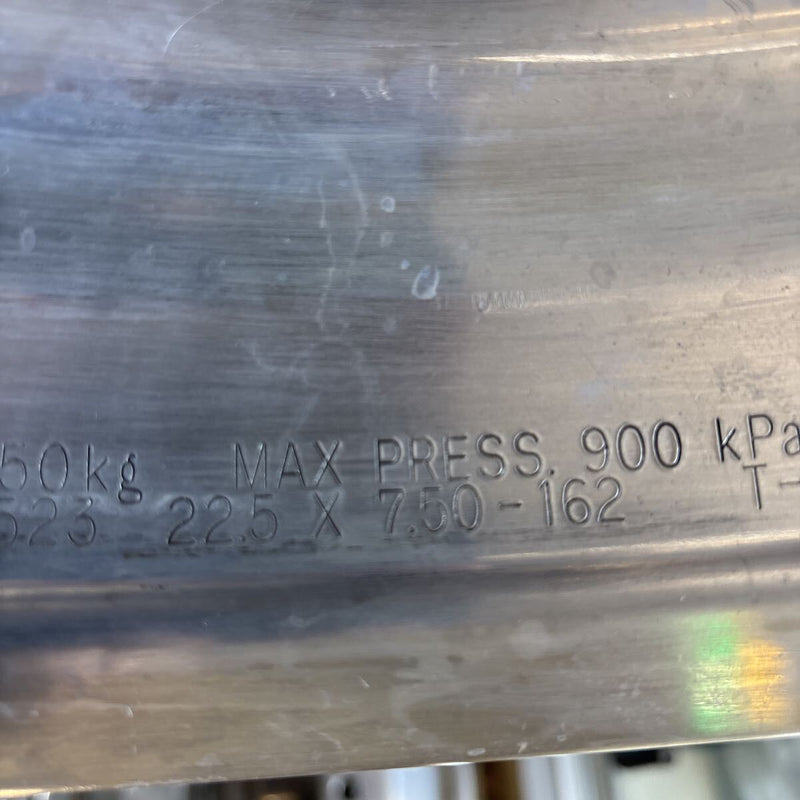 50kg MAX PRESS. 900 kPa
523 22.5 X 7.50-162 T-